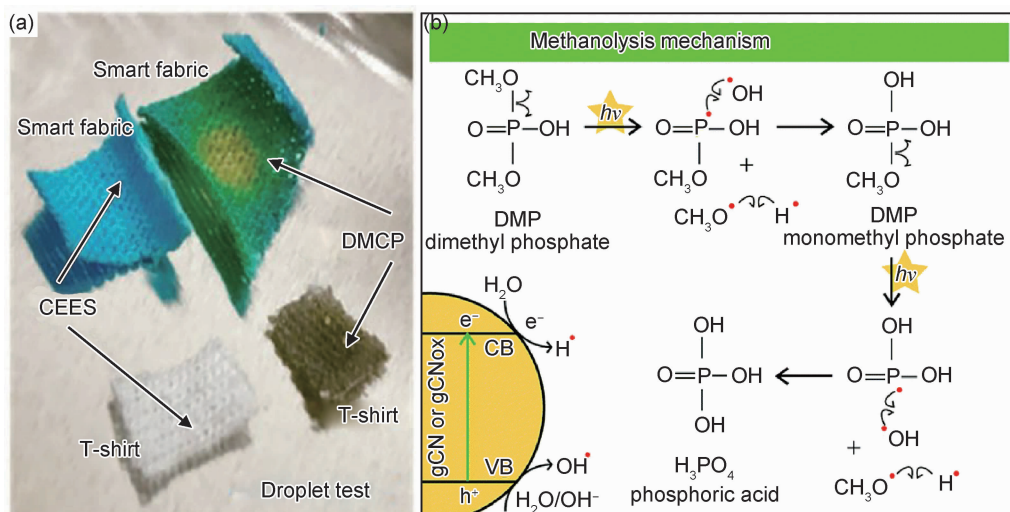 (a)
Smart fabric
Smart fabric
DMCP
CEES
T-shirt
T-shirt
Droplet test
(b)
Methanolysis mechanism
CH₃O
O=P–OH
CH₃O
DMP
dimethyl phosphate
hν
•OH
O=P–OH
CH₃O
+
CH₃O• H•
OH
O=P–OH
CH₃O
DMP
monomethyl phosphate
hν
OH
O=P–OH
•OH
+
CH₃O• H•
OH
O=P–OH
OH
H₃PO₄
phosphoric acid
H₂O
e⁻ e⁻
CB H•
gCN or gCNox
VB OH•
h⁺ H₂O/OH⁻